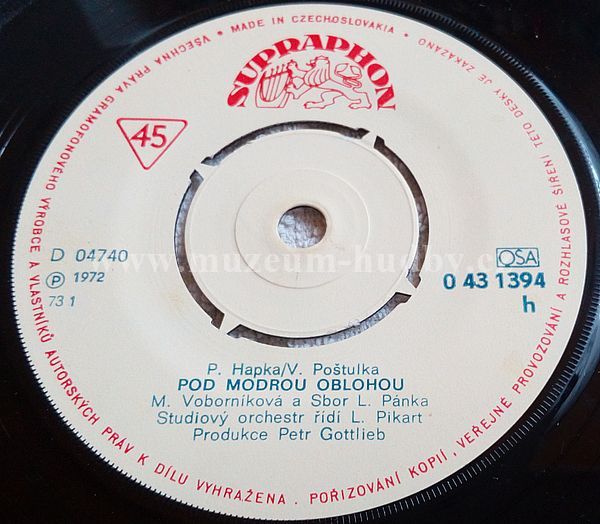 VŠECHNA PRÁVA GRAMOFONOVÉHO VÝROBCE A VLASTNÍKŮ AUTORSKÝCH PRÁV K DÍLU VYHRAŽENA. POŘIZOVÁNÍ KOPIÍ, VEŘEJNÉ PROVOZOVÁNÍ A ROZHLASOVÉ ŠÍŘENÍ TÉTO DESKY JE ZAKÁZÁNO • MADE IN CZECHOSLOVAKIA •
SUPRAPHON
45
D 04740
Ⓟ 1972
73 1
OSA
0 43 1394
h
www.muzeum-hudby.c
P. Hapka/V. Poštulka
POD MODROU OBLOHOU
M. Voborníková a Sbor L. Pánka
Studiový orchestr řídí L. Pikart
Produkce Petr Gottlieb